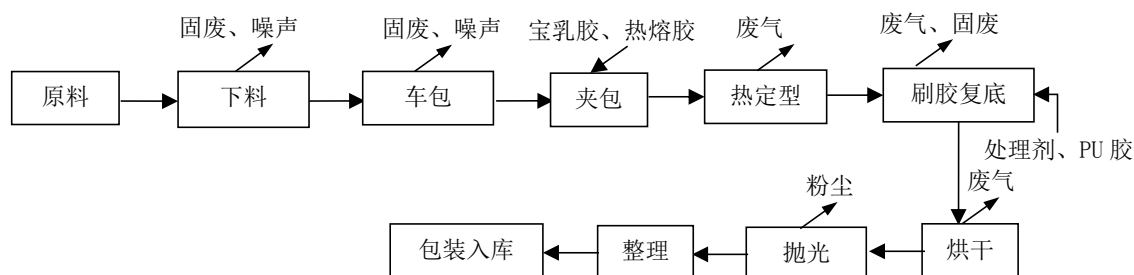 固废、噪声
固废、噪声
宝乳胶、热熔胶
废气
废气、固废
原料
下料
车包
夹包
热定型
刷胶复底
处理剂、PU 胶
粉尘
废气
包装入库
整理
抛光
烘干